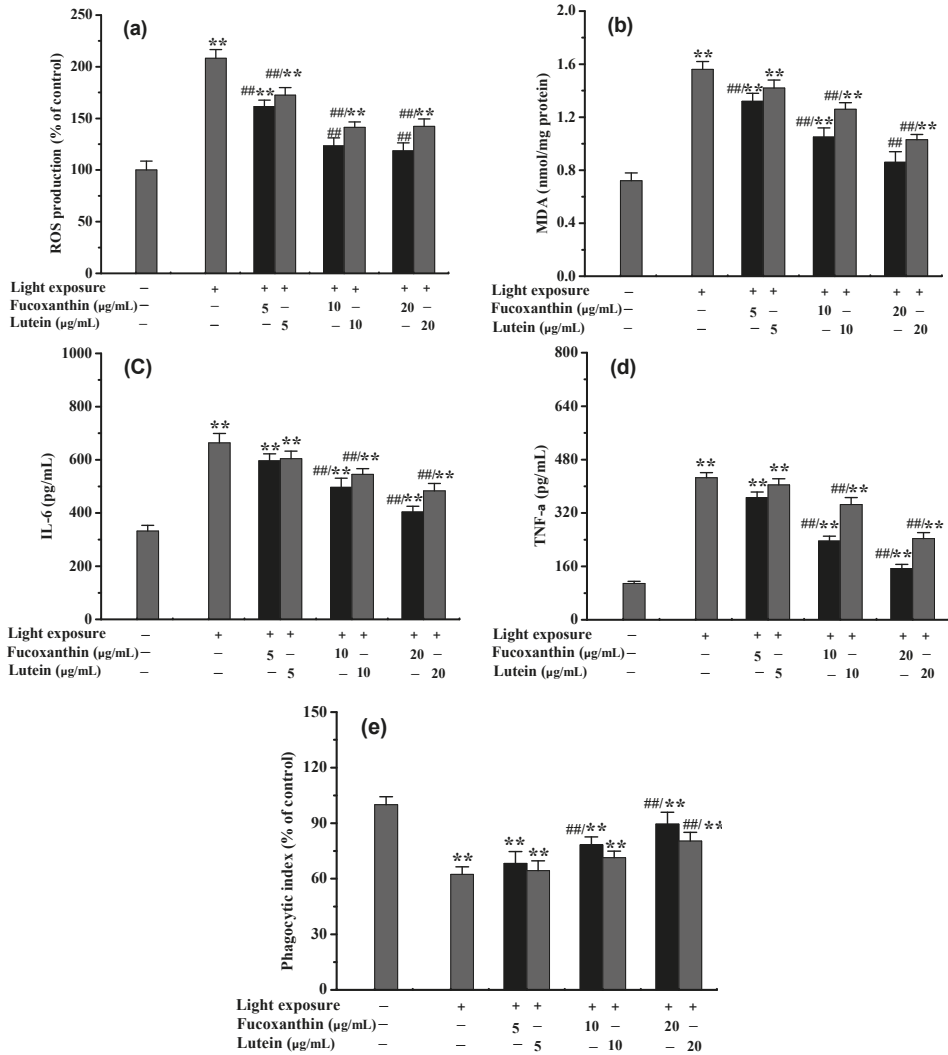 (a)
ROS production (% of control)
250
200
150
100
50
0
**
##**
##/**
##
##/**
##
##/**
Light exposure – + + + + + + +
Fucoxanthin (μg/mL) – – 5 – 10 – 20 –
Lutein (μg/mL) – – – 5 – 10 – 20
(b)
MDA (nmol/mg protein)
2.0
1.6
1.2
0.8
0.4
0.0
**
##/**
**
##/**
##/**
##
##/**
Light exposure – + + + + + + +
Fucoxanthin (μg/mL) – – 5 – 10 – 20 –
Lutein (μg/mL) – – – 5 – 10 – 20
(C)
IL-6 (pg/mL)
1000
800
600
400
200
0
**
**
**
##/**
##/**
##/**
##/**
Light exposure – + + + + + + +
Fucoxanthin (μg/mL) – – 5 – 10 – 20 –
Lutein (μg/mL) – – – 5 – 10 – 20
(d)
TNF-a (pg/mL)
800
640
480
320
160
0
**
**
**
##/**
##/**
##/**
##/**
Light exposure – + + + + + + +
Fucoxanthin (μg/mL) – – 5 – 10 – 20 –
Lutein (μg/mL) – – – 5 – 10 – 20
(e)
Phagocytic index (% of control)
150
120
90
60
30
0
**
**
**
##/**
**
##/**
##/**
Light exposure – + + + + + + +
Fucoxanthin (μg/mL) – – 5 – 10 – 20 –
Lutein (μg/mL) – – – 5 – 10 – 20